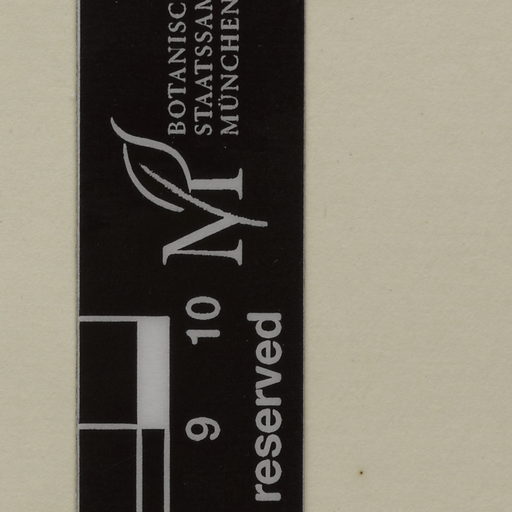 BOTANISC
STAATSSAM
MÜNCHEN
M
9 10
reserved